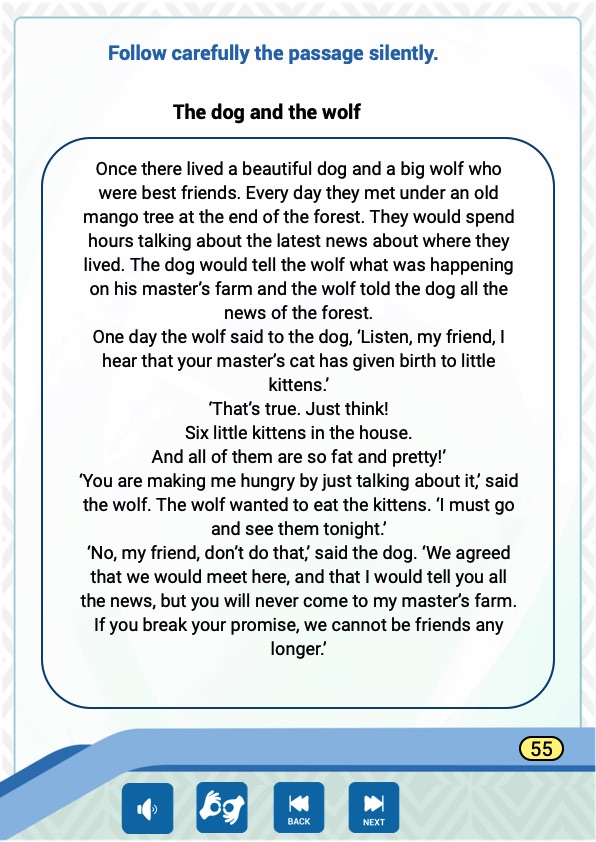 Follow carefully the passage silently.
The dog and the wolf
Once there lived a beautiful dog and a big wolf who
were best friends. Every day they met under an old
mango tree at the end of the forest. They would spend
hours talking about the latest news about where they
lived. The dog would tell the wolf what was happening
on his master’s farm and the wolf told the dog all the
news of the forest.
One day the wolf said to the dog, ‘Listen, my friend, I
hear that your master’s cat has given birth to little
kittens.’
‘That’s true. Just think!
Six little kittens in the house.
And all of them are so fat and pretty!’
‘You are making me hungry by just talking about it,’ said
the wolf. The wolf wanted to eat the kittens. ‘I must go
and see them tonight.’
‘No, my friend, don’t do that,’ said the dog. ‘We agreed
that we would meet here, and that I would tell you all
the news, but you will never come to my master’s farm.
If you break your promise, we cannot be friends any
longer.’
55
BACK
NEXT